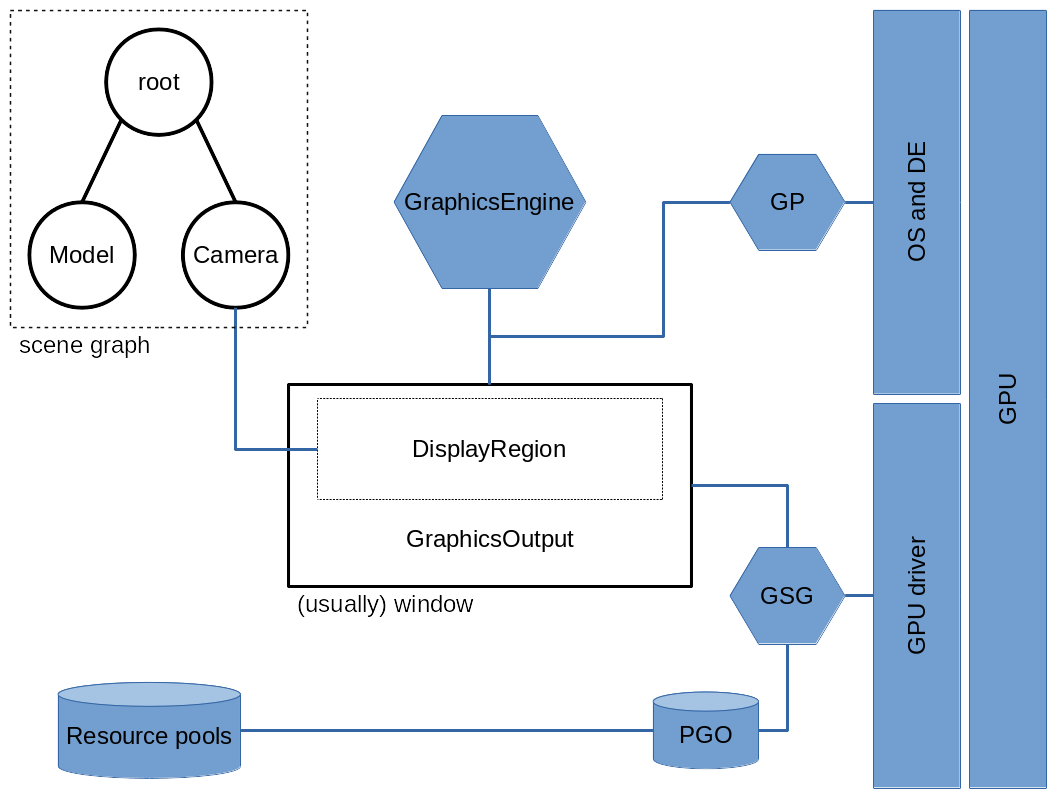 root
Model
Camera
scene graph
GraphicsEngine
GP
OS and DE
GPU
DisplayRegion
GraphicsOutput
(usually) window
GSG
GPU driver
Resource pools
PGO